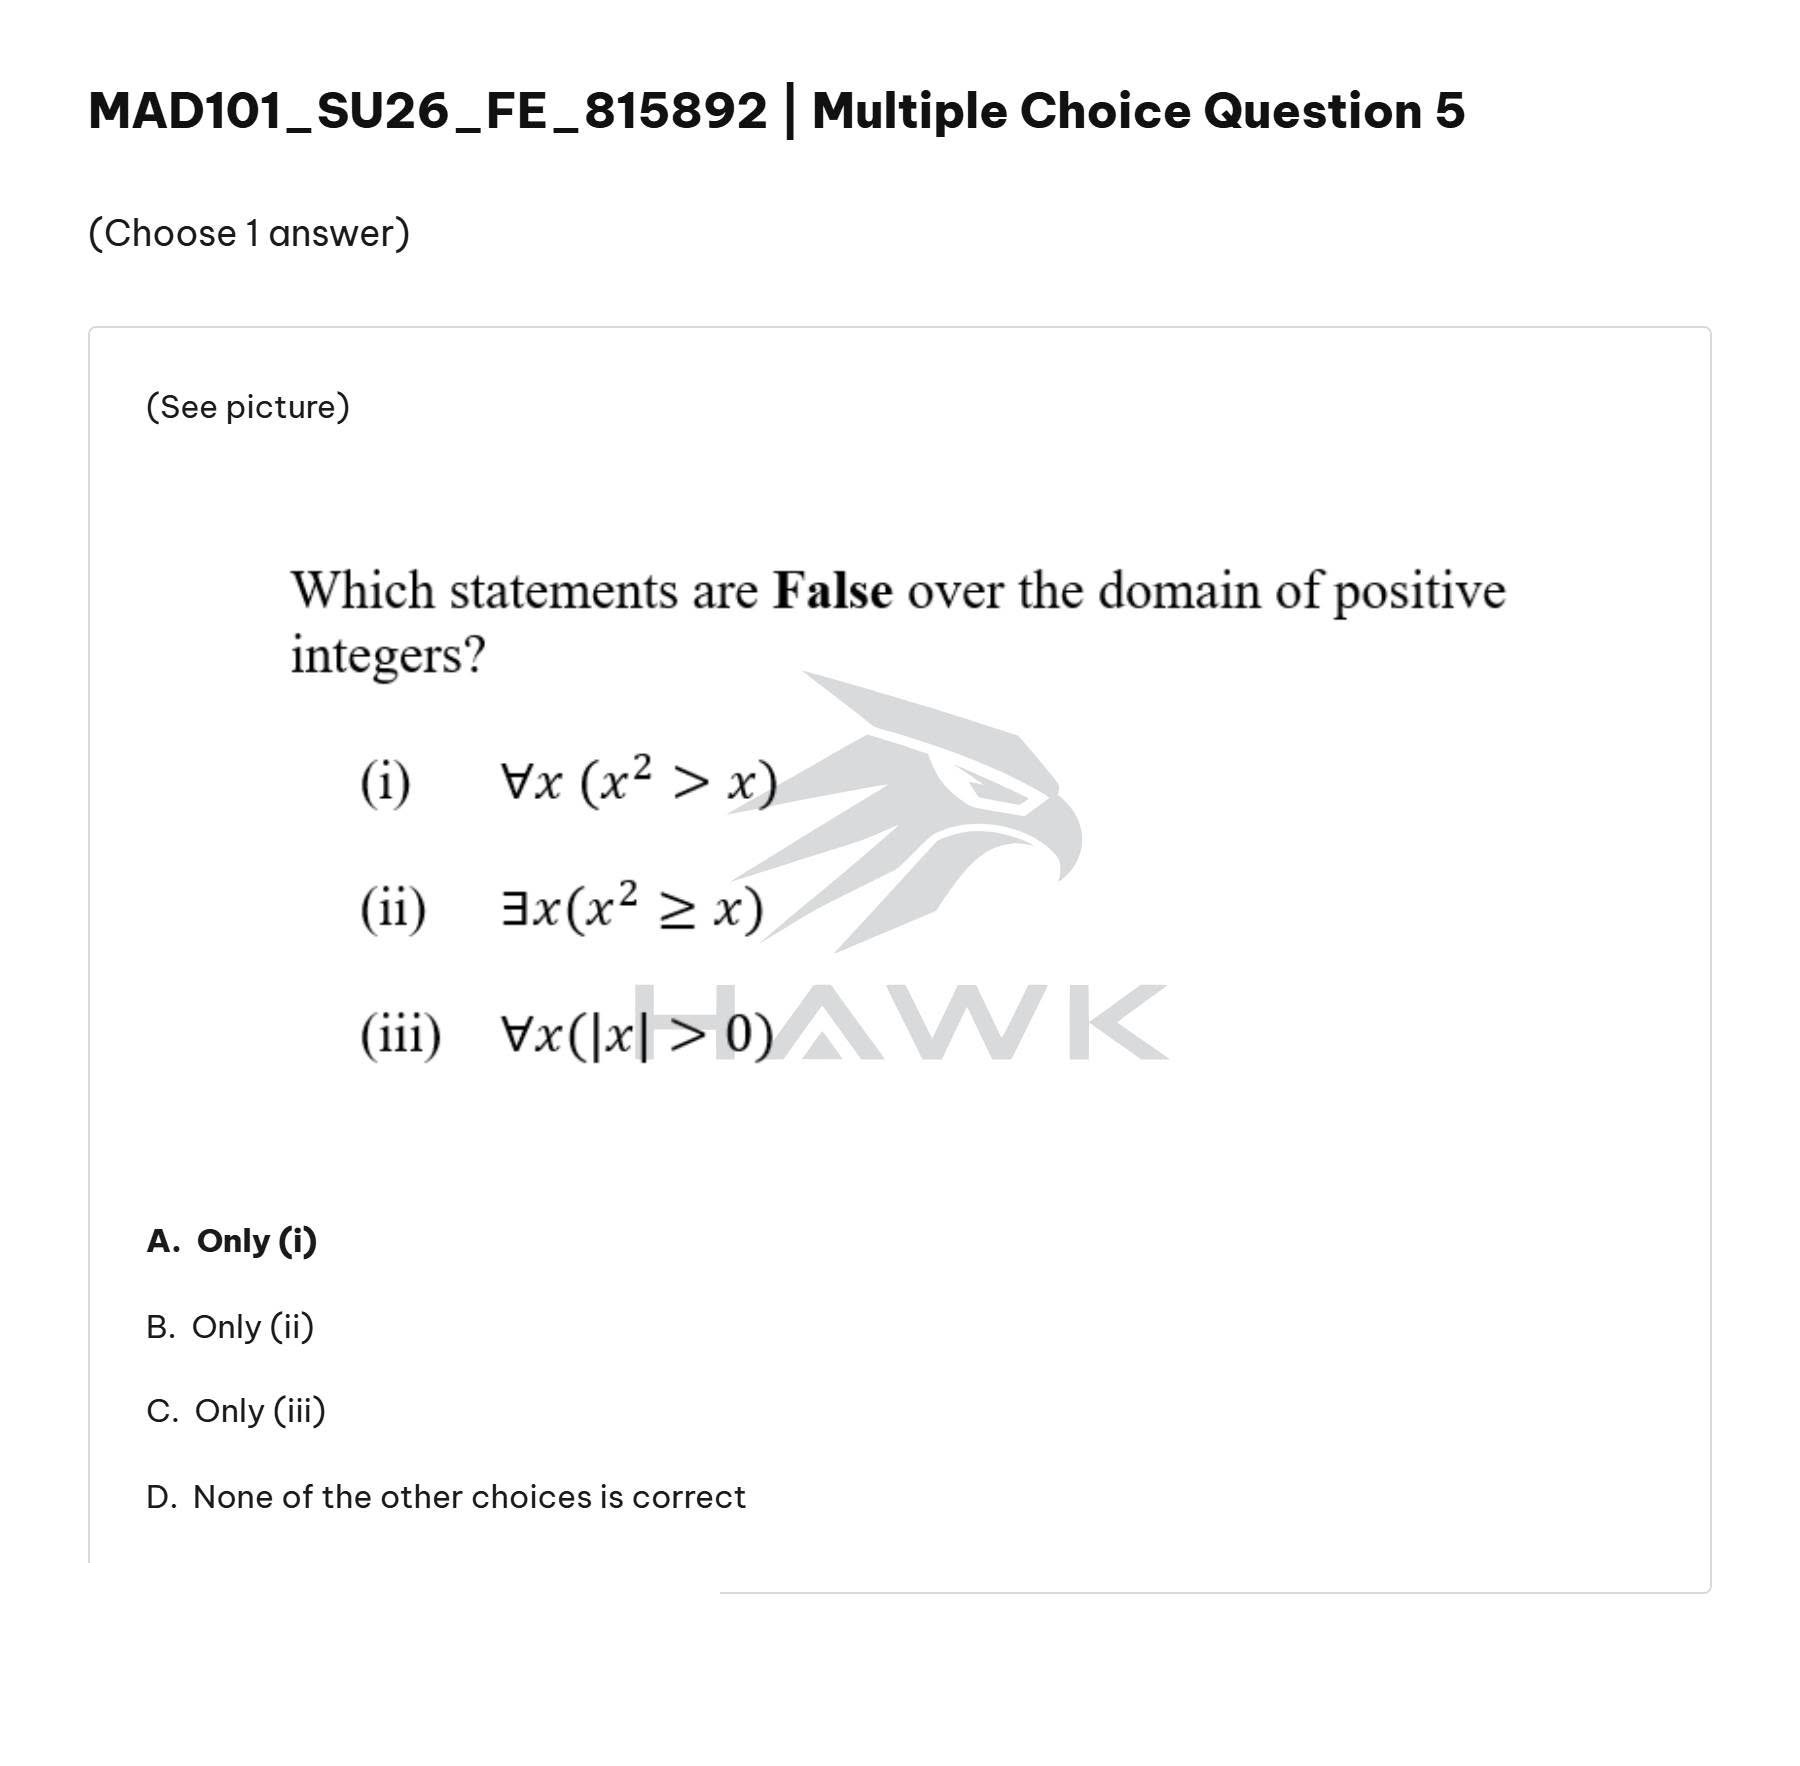 MAD101_SU26_FE_815892 | Multiple Choice Question 5
(Choose 1 answer)
(See picture)
Which statements are False over the domain of positive
integers?
(i) ∀x (x² > x)
(ii) ∃x(x² ≥ x)
(iii) ∀x(|x| > 0)
HAWK
A. Only (i)
B. Only (ii)
C. Only (iii)
D. None of the other choices is correct